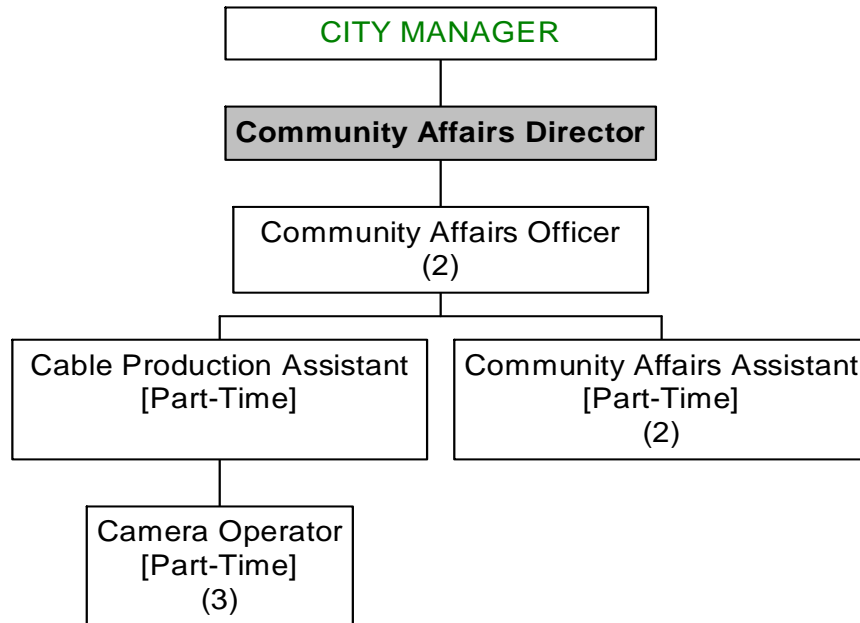 CITY MANAGER
Community Affairs Director
Community Affairs Officer
(2)
Cable Production Assistant
[Part-Time]
Community Affairs Assistant
[Part-Time]
(2)
Camera Operator
[Part-Time]
(3)